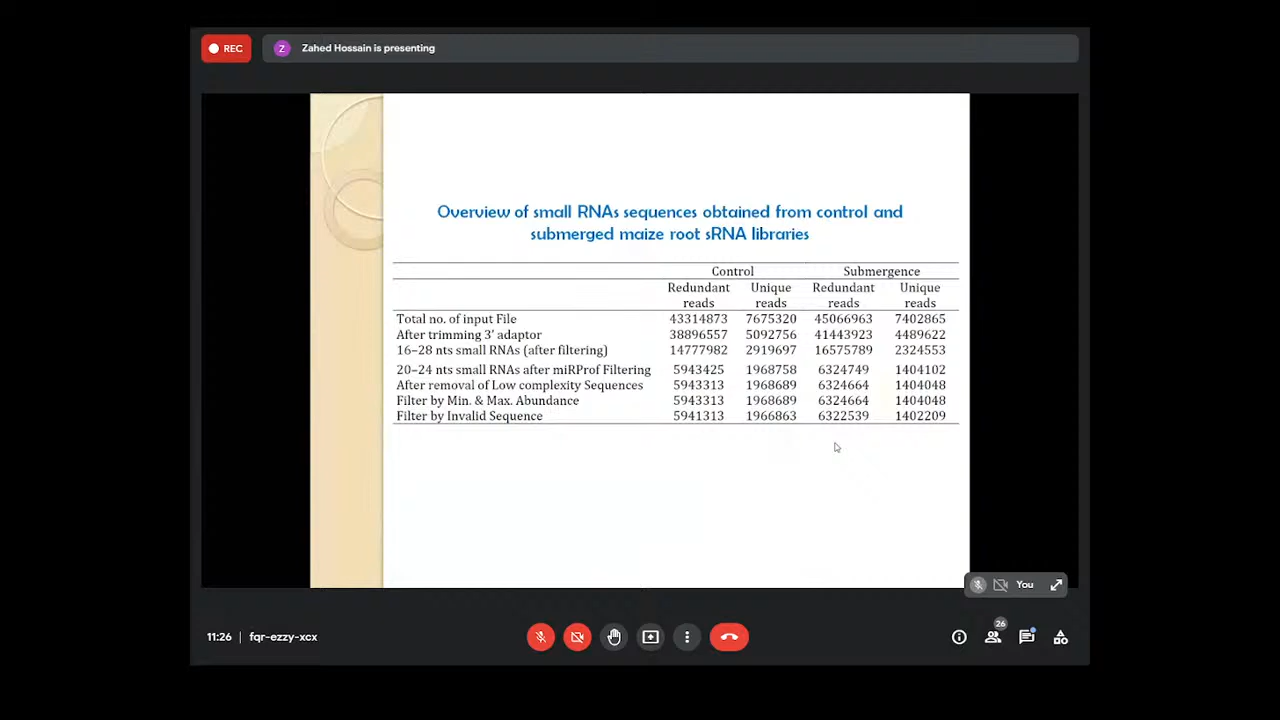 REC
Z
Zahed Hossain is presenting
Overview of small RNAs sequences obtained from control and
submerged maize root sRNA libraries
Control Submergence
Redundant Unique Redundant Unique
reads reads reads reads
Total no. of input File 43314873 7675320 45066963 7402865
After trimming 3′ adaptor 38896557 5092756 41443923 4489622
16–28 nts small RNAs (after filtering) 14777982 2919697 16575789 2324553
20–24 nts small RNAs after miRProf Filtering 5943425 1968758 6324749 1404102
After removal of Low complexity Sequences 5943313 1968689 6324664 1404048
Filter by Min. & Max. Abundance 5943313 1968689 6324664 1404048
Filter by Invalid Sequence 5941313 1966863 6322539 1402209
You
11:26 | fqr-ezzy-xcx
26